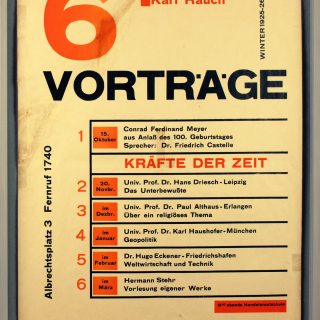 6
Karl Rauch
WINTER 1925-26
VORTRÄGE
Albrechtsplatz 3 Fernruf 1740
1
15. Oktober
Conrad Ferdinand Meyer
aus Anlaß des 100. Geburtstages
Sprecher: Dr. Friedrich Castelle
KRÄFTE DER ZEIT
2
20. Novbr.
Univ. Prof. Dr. Hans Driesch-Leipzig
Das Unterbewußte
3
im Dezbr.
Univ. Prof. Dr. Paul Althaus-Erlangen
Über ein religiöses Thema
4
im Januar
Univ. Prof. Dr. Karl Haushofer-München
Geopolitik
5
im Februar
Dr. Hugo Eckener-Friedrichshafen
Weltwirtschaft und Technik
6
im März
Hermann Stehr
Vorlesung eigener Werke